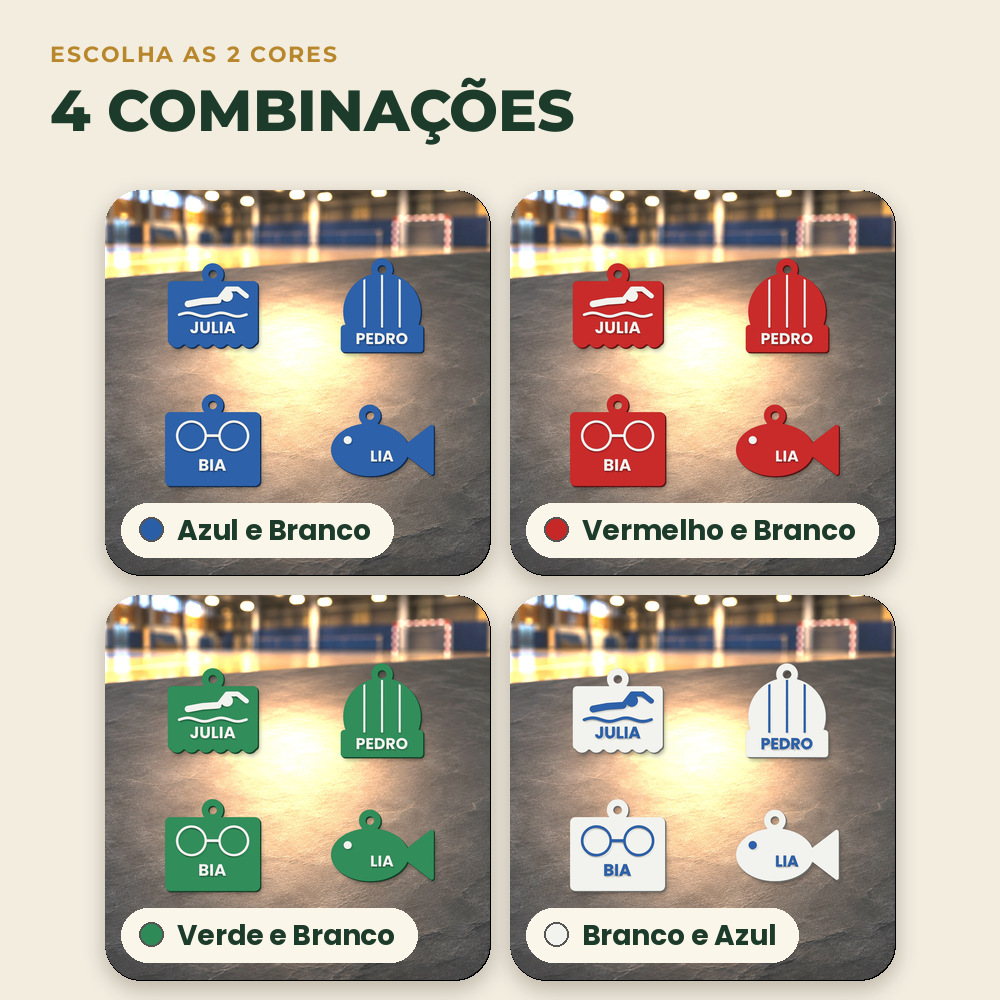 ESCOLHA AS 2 CORES
4 COMBINAÇÕES
JULIA
PEDRO
BIA
LIA
Azul e Branco
JULIA
PEDRO
BIA
LIA
Vermelho e Branco
JULIA
PEDRO
BIA
LIA
Verde e Branco
JULIA
PEDRO
BIA
LIA
Branco e Azul